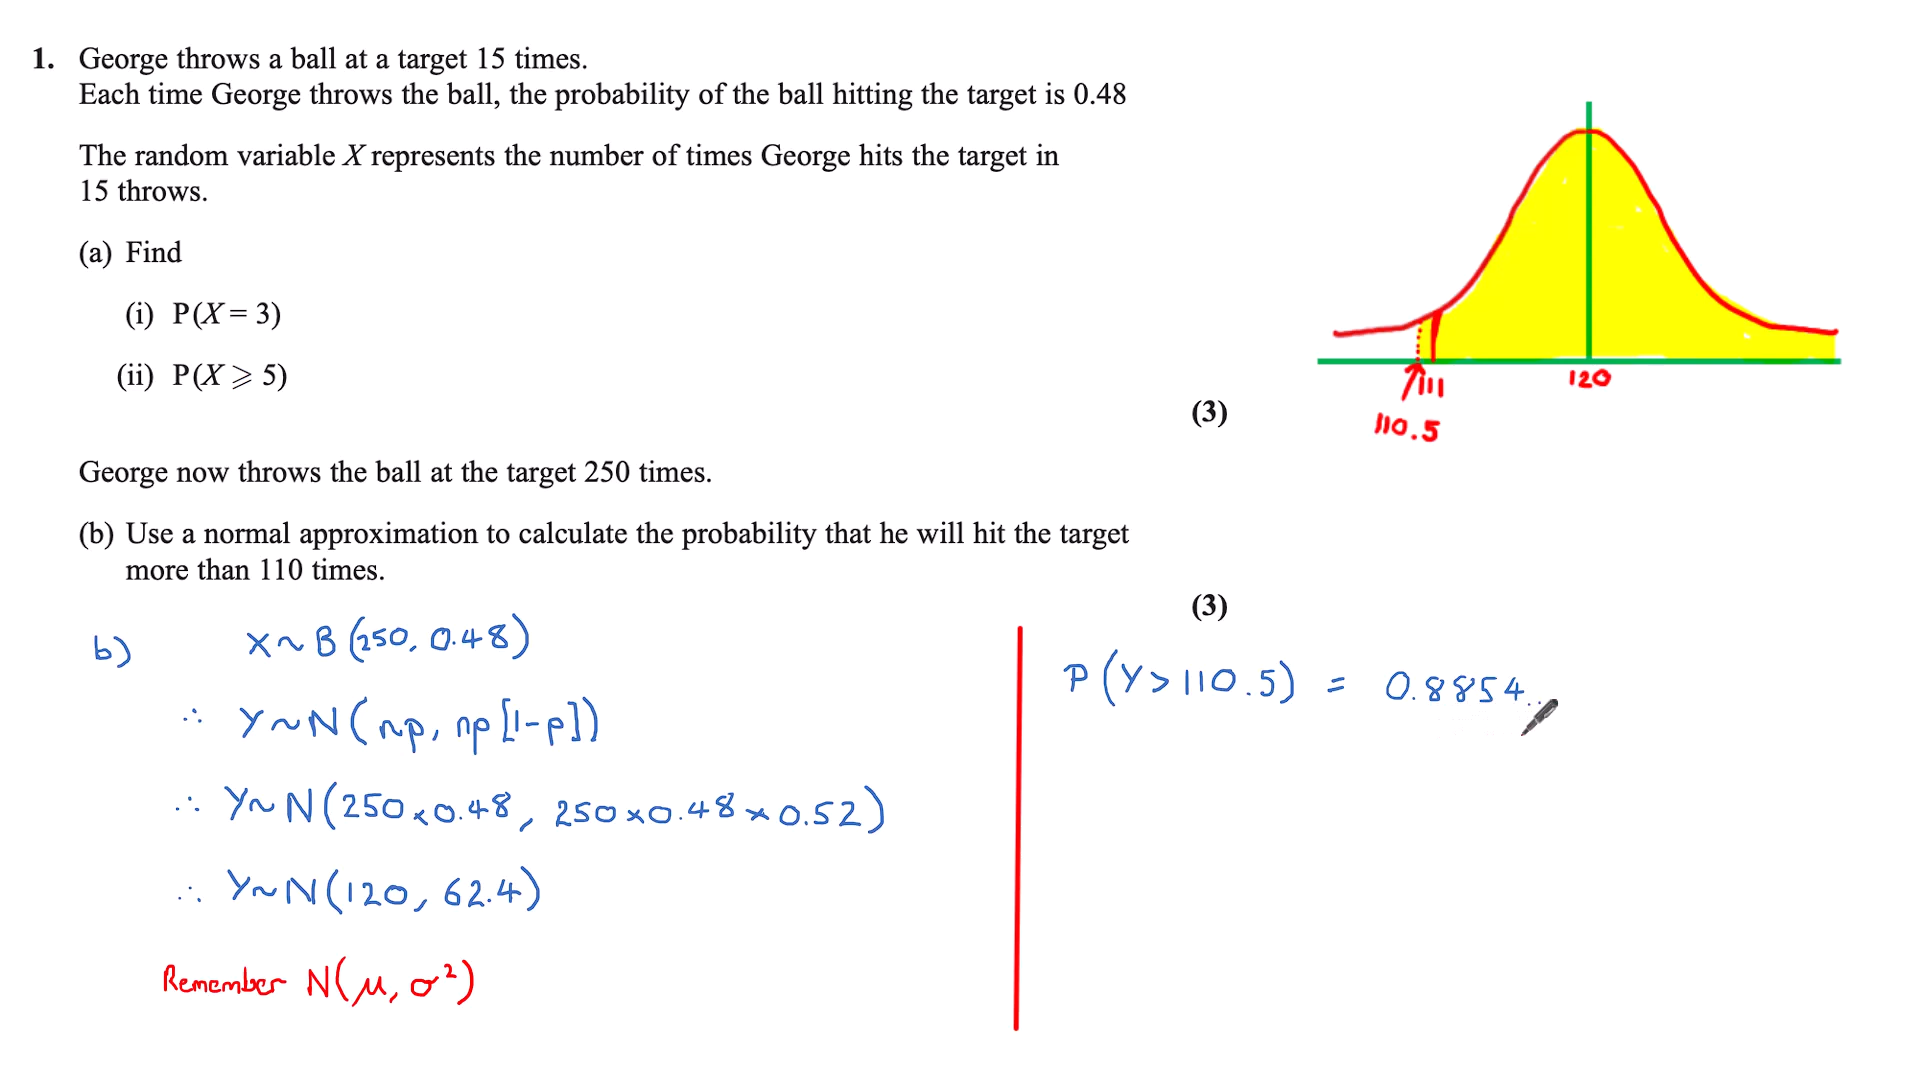 1. George throws a ball at a target 15 times.
Each time George throws the ball, the probability of the ball hitting the target is 0.48
The random variable X represents the number of times George hits the target in
15 throws.
(a) Find
(i) P(X = 3)
(ii) P(X ⩾ 5)
(3)
111
120
110.5
George now throws the ball at the target 250 times.
(b) Use a normal approximation to calculate the probability that he will hit the target
more than 110 times.
(3)
b) X~B(250, 0.48)
∴ Y~N(np, np[1-p])
∴ Y~N(250×0.48, 250×0.48×0.52)
∴ Y~N(120, 62.4)
Remember N(μ, σ²)
P(Y>110.5) = 0.8854..